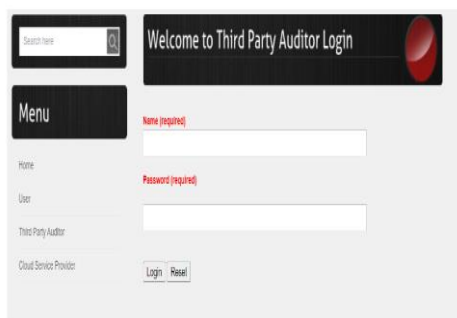 Search here
Welcome to Third Party Auditor Login
Menu
Home
User
Third Party Auditor
Cloud Service Provider
Name (required)
Password (required)
Login Reset